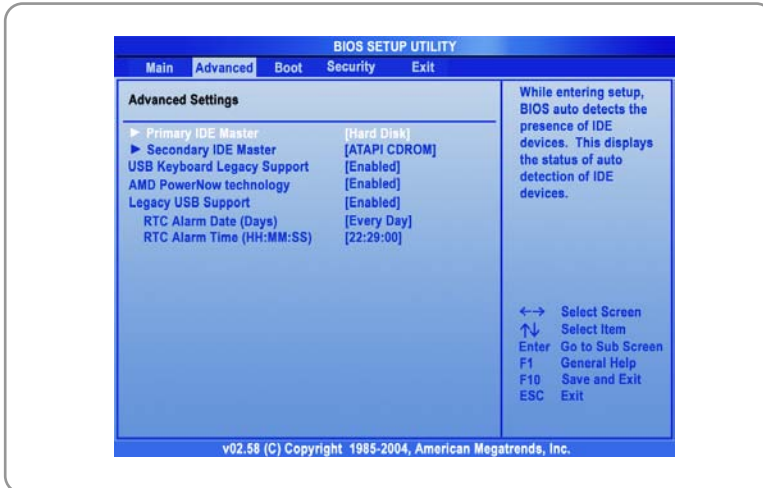 BIOS SETUP UTILITY
Main Advanced Boot Security Exit
Advanced Settings
► Primary IDE Master [Hard Disk]
► Secondary IDE Master [ATAPI CDROM]
USB Keyboard Legacy Support [Enabled]
AMD PowerNow technology [Enabled]
Legacy USB Support [Enabled]
RTC Alarm Date (Days) [Every Day]
RTC Alarm Time (HH:MM:SS) [22:29:00]
While entering setup,
BIOS auto detects the
presence of IDE
devices. This displays
the status of auto
detection of IDE
devices.
←→ Select Screen
↑↓ Select Item
Enter Go to Sub Screen
F1 General Help
F10 Save and Exit
ESC Exit
v02.58 (C) Copyright 1985-2004, American Megatrends, Inc.